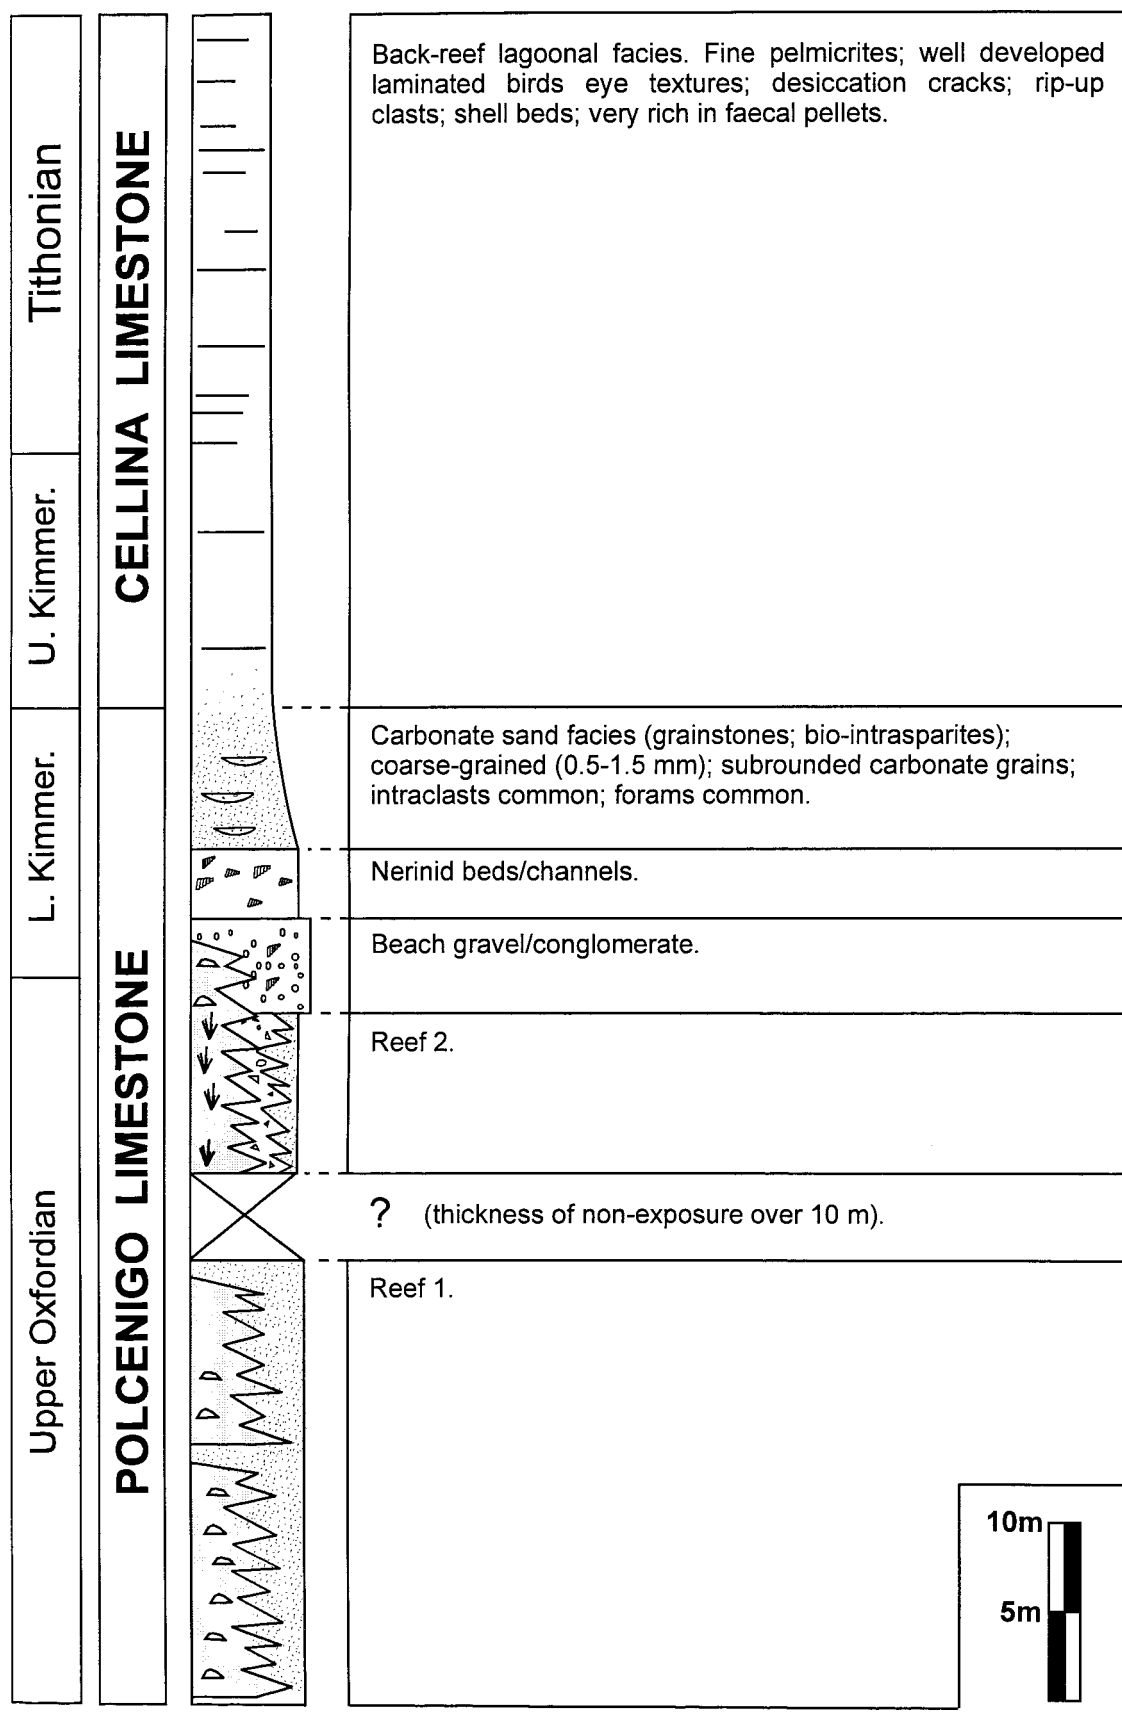 Tithonian
U. Kimmer.
L. Kimmer.
Upper Oxfordian
CELLINA LIMESTONE
POLCENIGO LIMESTONE
Back-reef lagoonal facies. Fine pelmicrites; well developed
laminated birds eye textures; desiccation cracks; rip-up
clasts; shell beds; very rich in faecal pellets.
Carbonate sand facies (grainstones; bio-intrasparites);
coarse-grained (0.5-1.5 mm); subrounded carbonate grains;
intraclasts common; forams common.
Nerinid beds/channels.
Beach gravel/conglomerate.
Reef 2.
? (thickness of non-exposure over 10 m).
Reef 1.
10m
5m